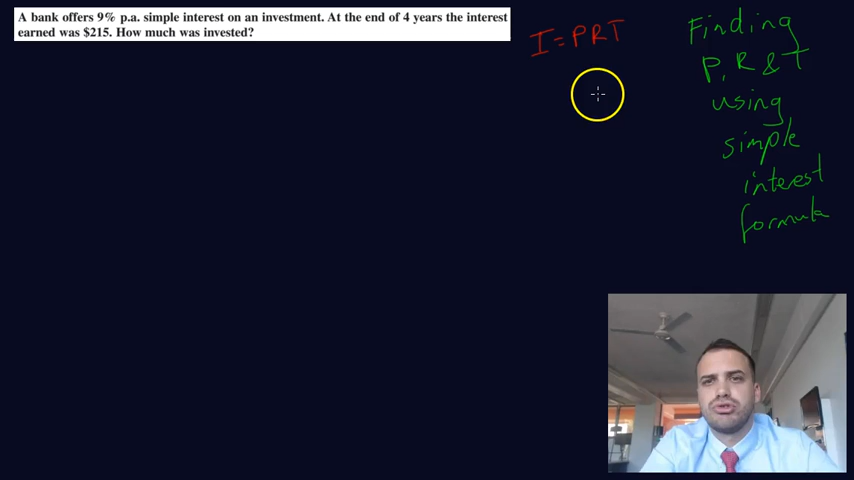 A bank offers 9% p.a. simple interest on an investment. At the end of 4 years the interest
earned was $215. How much was invested?
I=PRT
Finding
P, R & T
using
simple
interest
formula